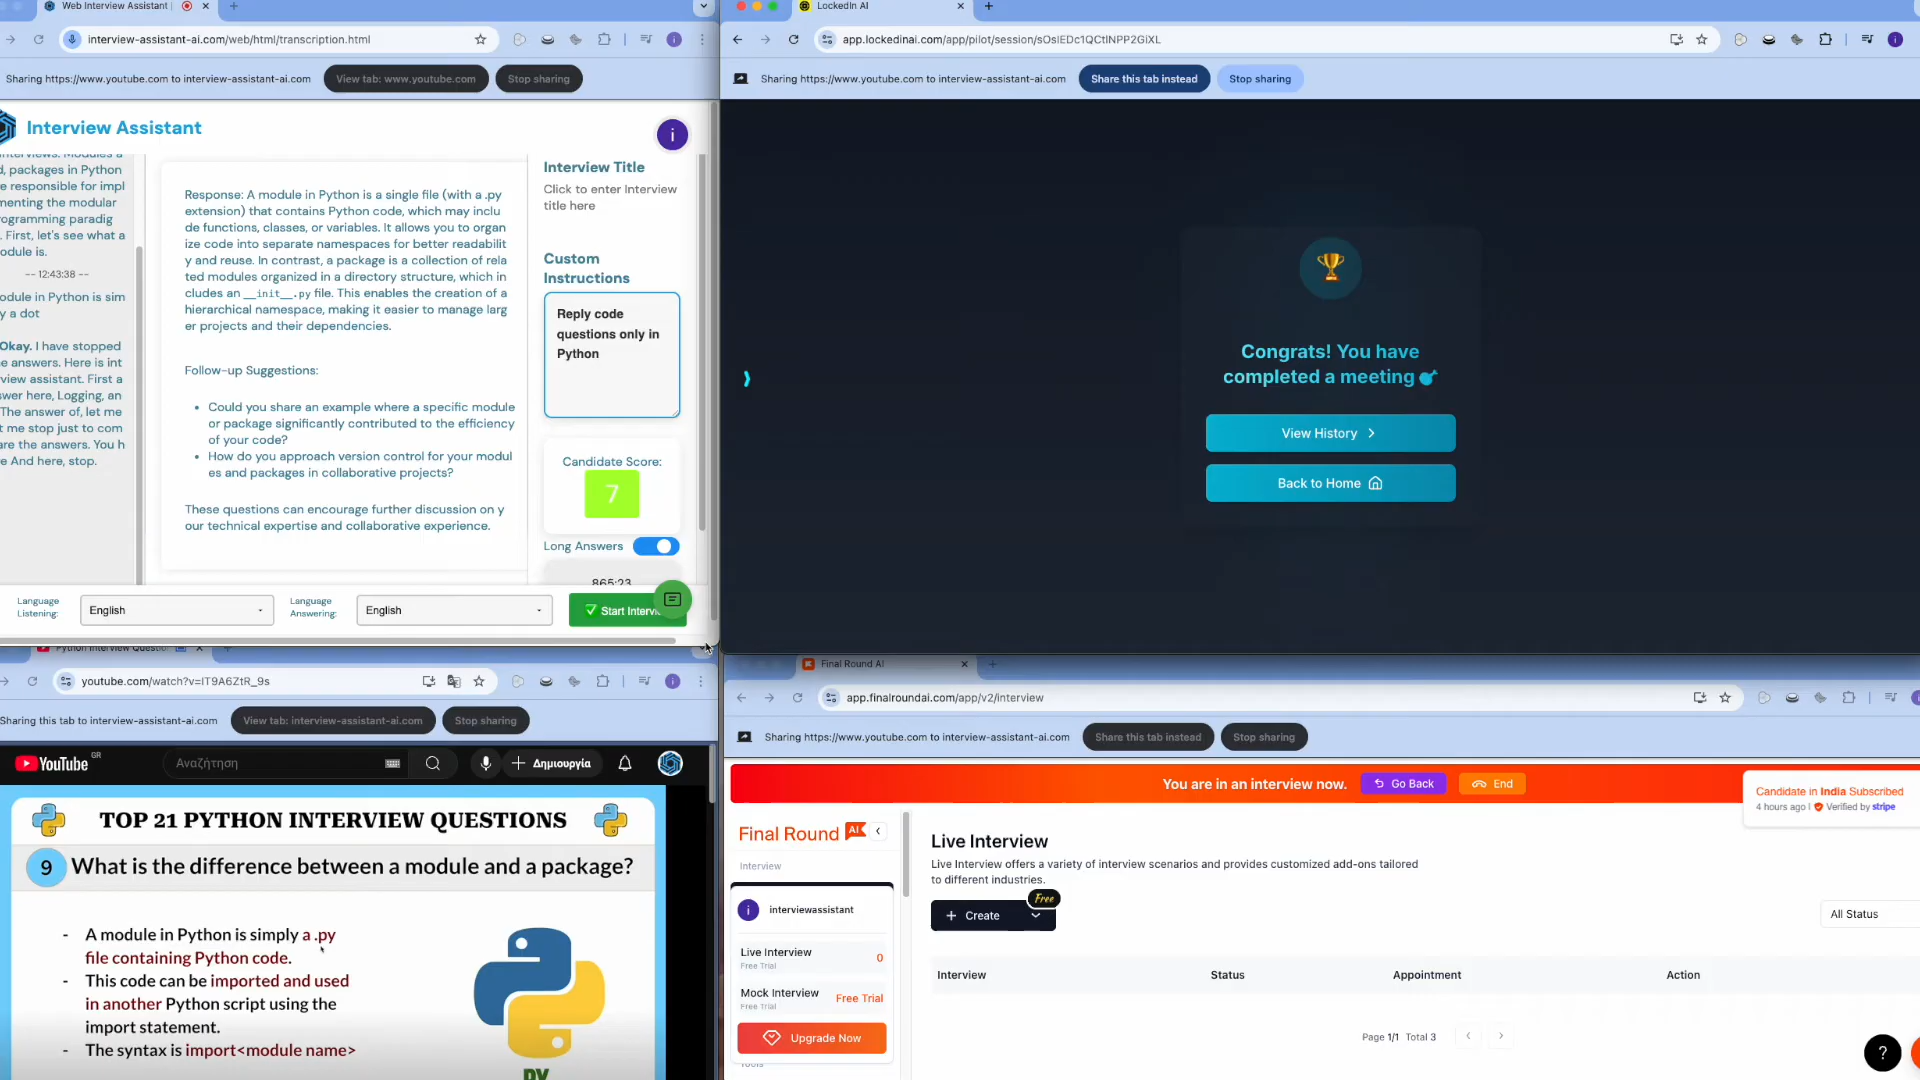 Web Interview Assistant
interview-assistant-ai.com/web/html/transcription.html
Sharing https://www.youtube.com to interview-assistant-ai.com
View tab: www.youtube.com
Stop sharing
Interview Assistant
i
d, packages in Python
e responsible for impl
menting the modular
ogramming paradig
. First, let's see what a
odule is.
-- 12:43:38 --
odule in Python is sim
y a dot
Okay. I have stopped
e answers. Here is int
view assistant. First a
swer here, Logging, an
The answer of, let me
t me stop just to com
are the answers. You h
e And here, stop.
Response: A module in Python is a single file (with a .py
extension) that contains Python code, which may inclu
de functions, classes, or variables. It allows you to organ
ize code into separate namespaces for better readabilit
y and reuse. In contrast, a package is a collection of rela
ted modules organized in a directory structure, which in
cludes an __init__.py file. This enables the creation of a
hierarchical namespace, making it easier to manage larg
er projects and their dependencies.
Follow-up Suggestions:
• Could you share an example where a specific module
or package significantly contributed to the efficiency
of your code?
• How do you approach version control for your modul
es and packages in collaborative projects?
These questions can encourage further discussion on y
our technical expertise and collaborative experience.
Interview Title
Click to enter Interview
title here
Custom
Instructions
Reply code
questions only in
Python
Candidate Score:
7
Long Answers
865:23
Language
Listening:
English
Language
Answering:
English
Start Intervi
LockedIn AI
app.lockedinai.com/app/pilot/session/sOsIEDc1QCtINPP2GiXL
Sharing https://www.youtube.com to interview-assistant-ai.com
Share this tab instead
Stop sharing
Congrats! You have
completed a meeting
View History
Back to Home
Python Interview Questio
youtube.com/watch?v=IT9A6ZtR_9s
Sharing this tab to interview-assistant-ai.com
View tab: interview-assistant-ai.com
Stop sharing
YouTube GR
Αναζήτηση
Δημιουργία
TOP 21 PYTHON INTERVIEW QUESTIONS
9 What is the difference between a module and a package?
- A module in Python is simply a .py
file containing Python code.
- This code can be imported and used
in another Python script using the
import statement.
- The syntax is import<module name>
PY
Final Round AI
app.finalroundai.com/app/v2/interview
Sharing https://www.youtube.com to interview-assistant-ai.com
Share this tab instead
Stop sharing
You are in an interview now.
Go Back
End
Candidate in India Subscribed
4 hours ago | Verified by stripe
Final Round AI
Interview
i
interviewassistant
Live Interview
Free Trial
0
Mock Interview
Free Trial
Free Trial
Upgrade Now
Tools
Live Interview
Live Interview offers a variety of interview scenarios and provides customized add-ons tailored
to different industries.
Create
Free
All Status
Interview Status Appointment Action
Page 1/1 Total 3
?